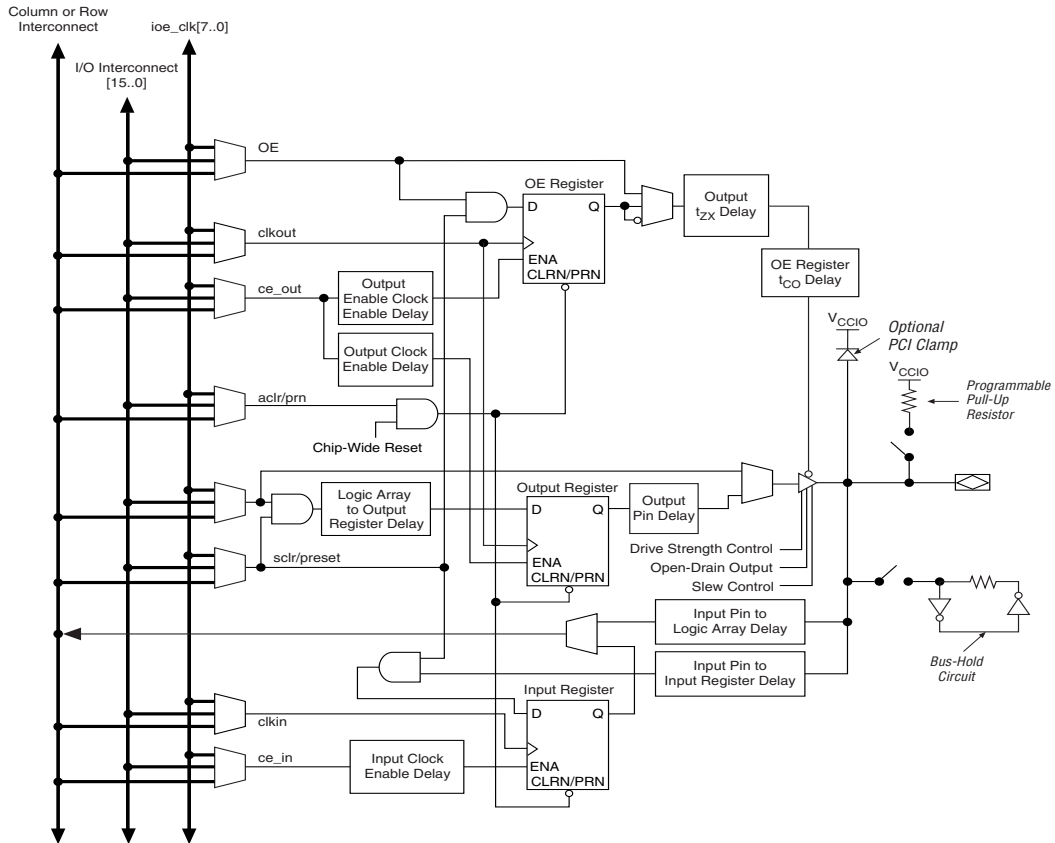 Column or Row
Interconnect
ioe_clk[7..0]
I/O Interconnect
[15..0]
OE
OE Register
D
Q
Output
tZX Delay
clkout
ENA
CLRN/PRN
OE Register
tCO Delay
ce_out
Output
Enable Clock
Enable Delay
VCCIO
Optional
PCI Clamp
Output Clock
Enable Delay
VCCIO
Programmable
Pull-Up
Resistor
aclr/prn
Chip-Wide Reset
Logic Array
to Output
Register Delay
Output Register
D
Q
Output
Pin Delay
ENA
CLRN/PRN
Drive Strength Control
Open-Drain Output
Slew Control
sclr/preset
Input Pin to
Logic Array Delay
Input Pin to
Input Register Delay
Bus-Hold
Circuit
Input Register
D
Q
clkin
ENA
CLRN/PRN
ce_in
Input Clock
Enable Delay